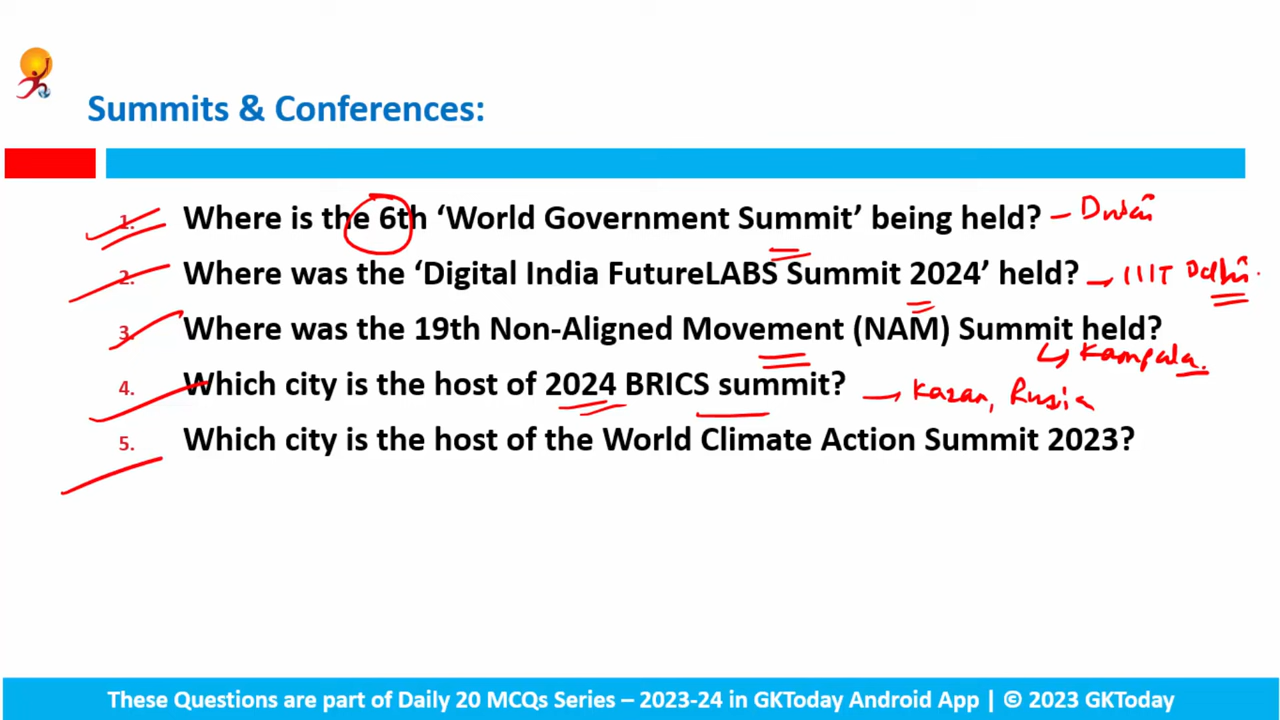 Summits & Conferences:
1. Where is the 6th ‘World Government Summit’ being held? – Dubai
2. Where was the ‘Digital India FutureLABS Summit 2024’ held? → IIIT Delhi.
3. Where was the 19th Non-Aligned Movement (NAM) Summit held?
↳ Kampala.
4. Which city is the host of 2024 BRICS summit? → Kazan, Rusia
5. Which city is the host of the World Climate Action Summit 2023?
These Questions are part of Daily 20 MCQs Series – 2023-24 in GKToday Android App | © 2023 GKToday